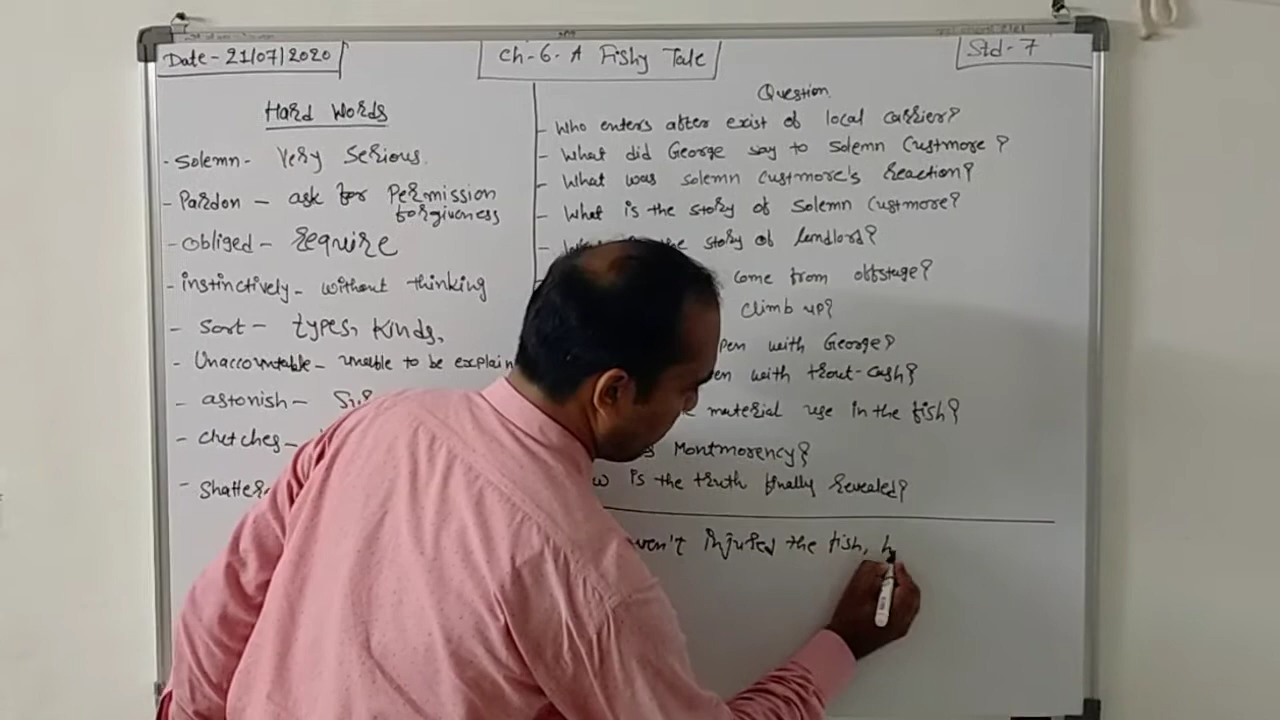 Date - 21/07/2020
Ch-6- A Fishy Tale
Std - 7
Hard Words
- Solemn - Very Serious.
- Pardon - ask for Permission
forgiveness
- Obliged - Require
- instinctively - without thinking
- Sort - types, kinds,
- Unaccountable - unable to be explain
- astonish -
- Clutches -
- Shatter
Question
- Who enters after exist of local carrier?
- What did George say to solemn Custmore ?
- What was solemn custmore's Reaction?
- What is the story of Solemn Custmore?
- the story of landlord?
come from offstage?
Climb up?
with George?
with trout-cash?
material use in the fish?
Montmorency?
is the truth finally Revealed?
injured the fish, h